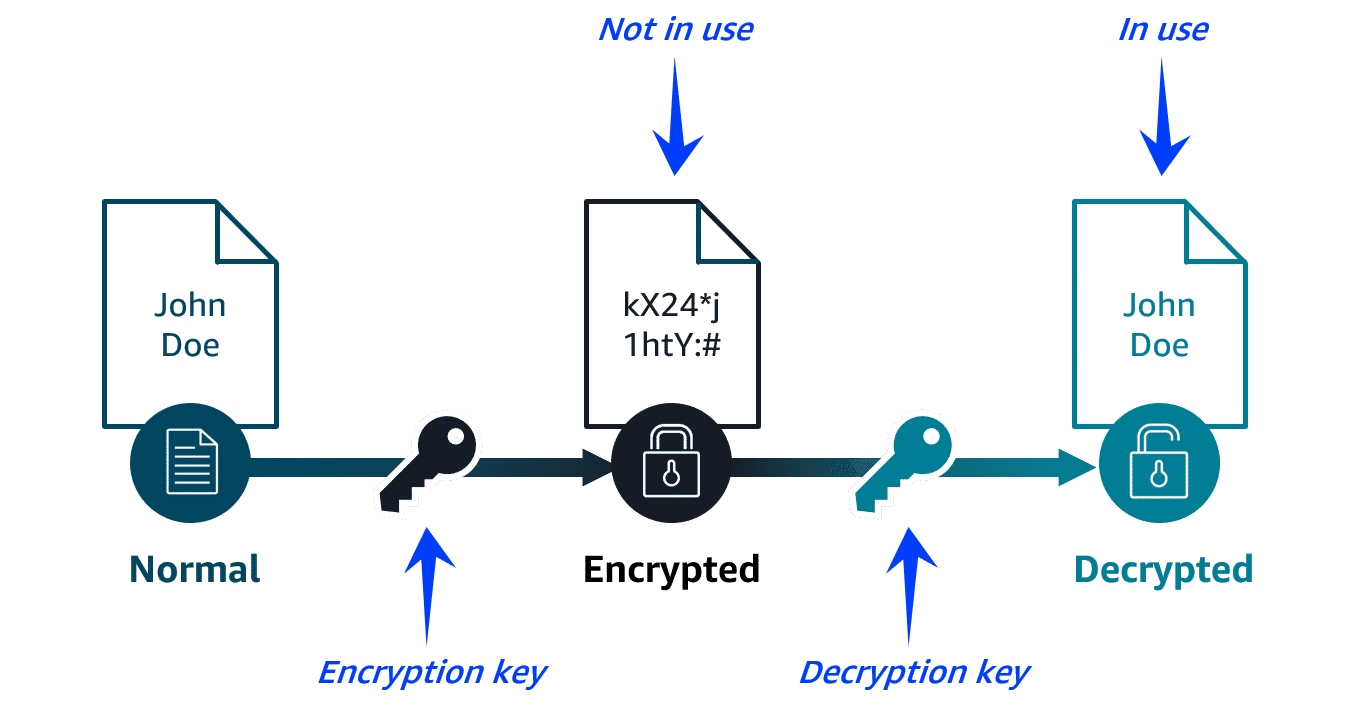 Not in use
In use
John
Doe
kX24*j
1htY:#
John
Doe
Normal
Encrypted
Decrypted
Encryption key
Decryption key